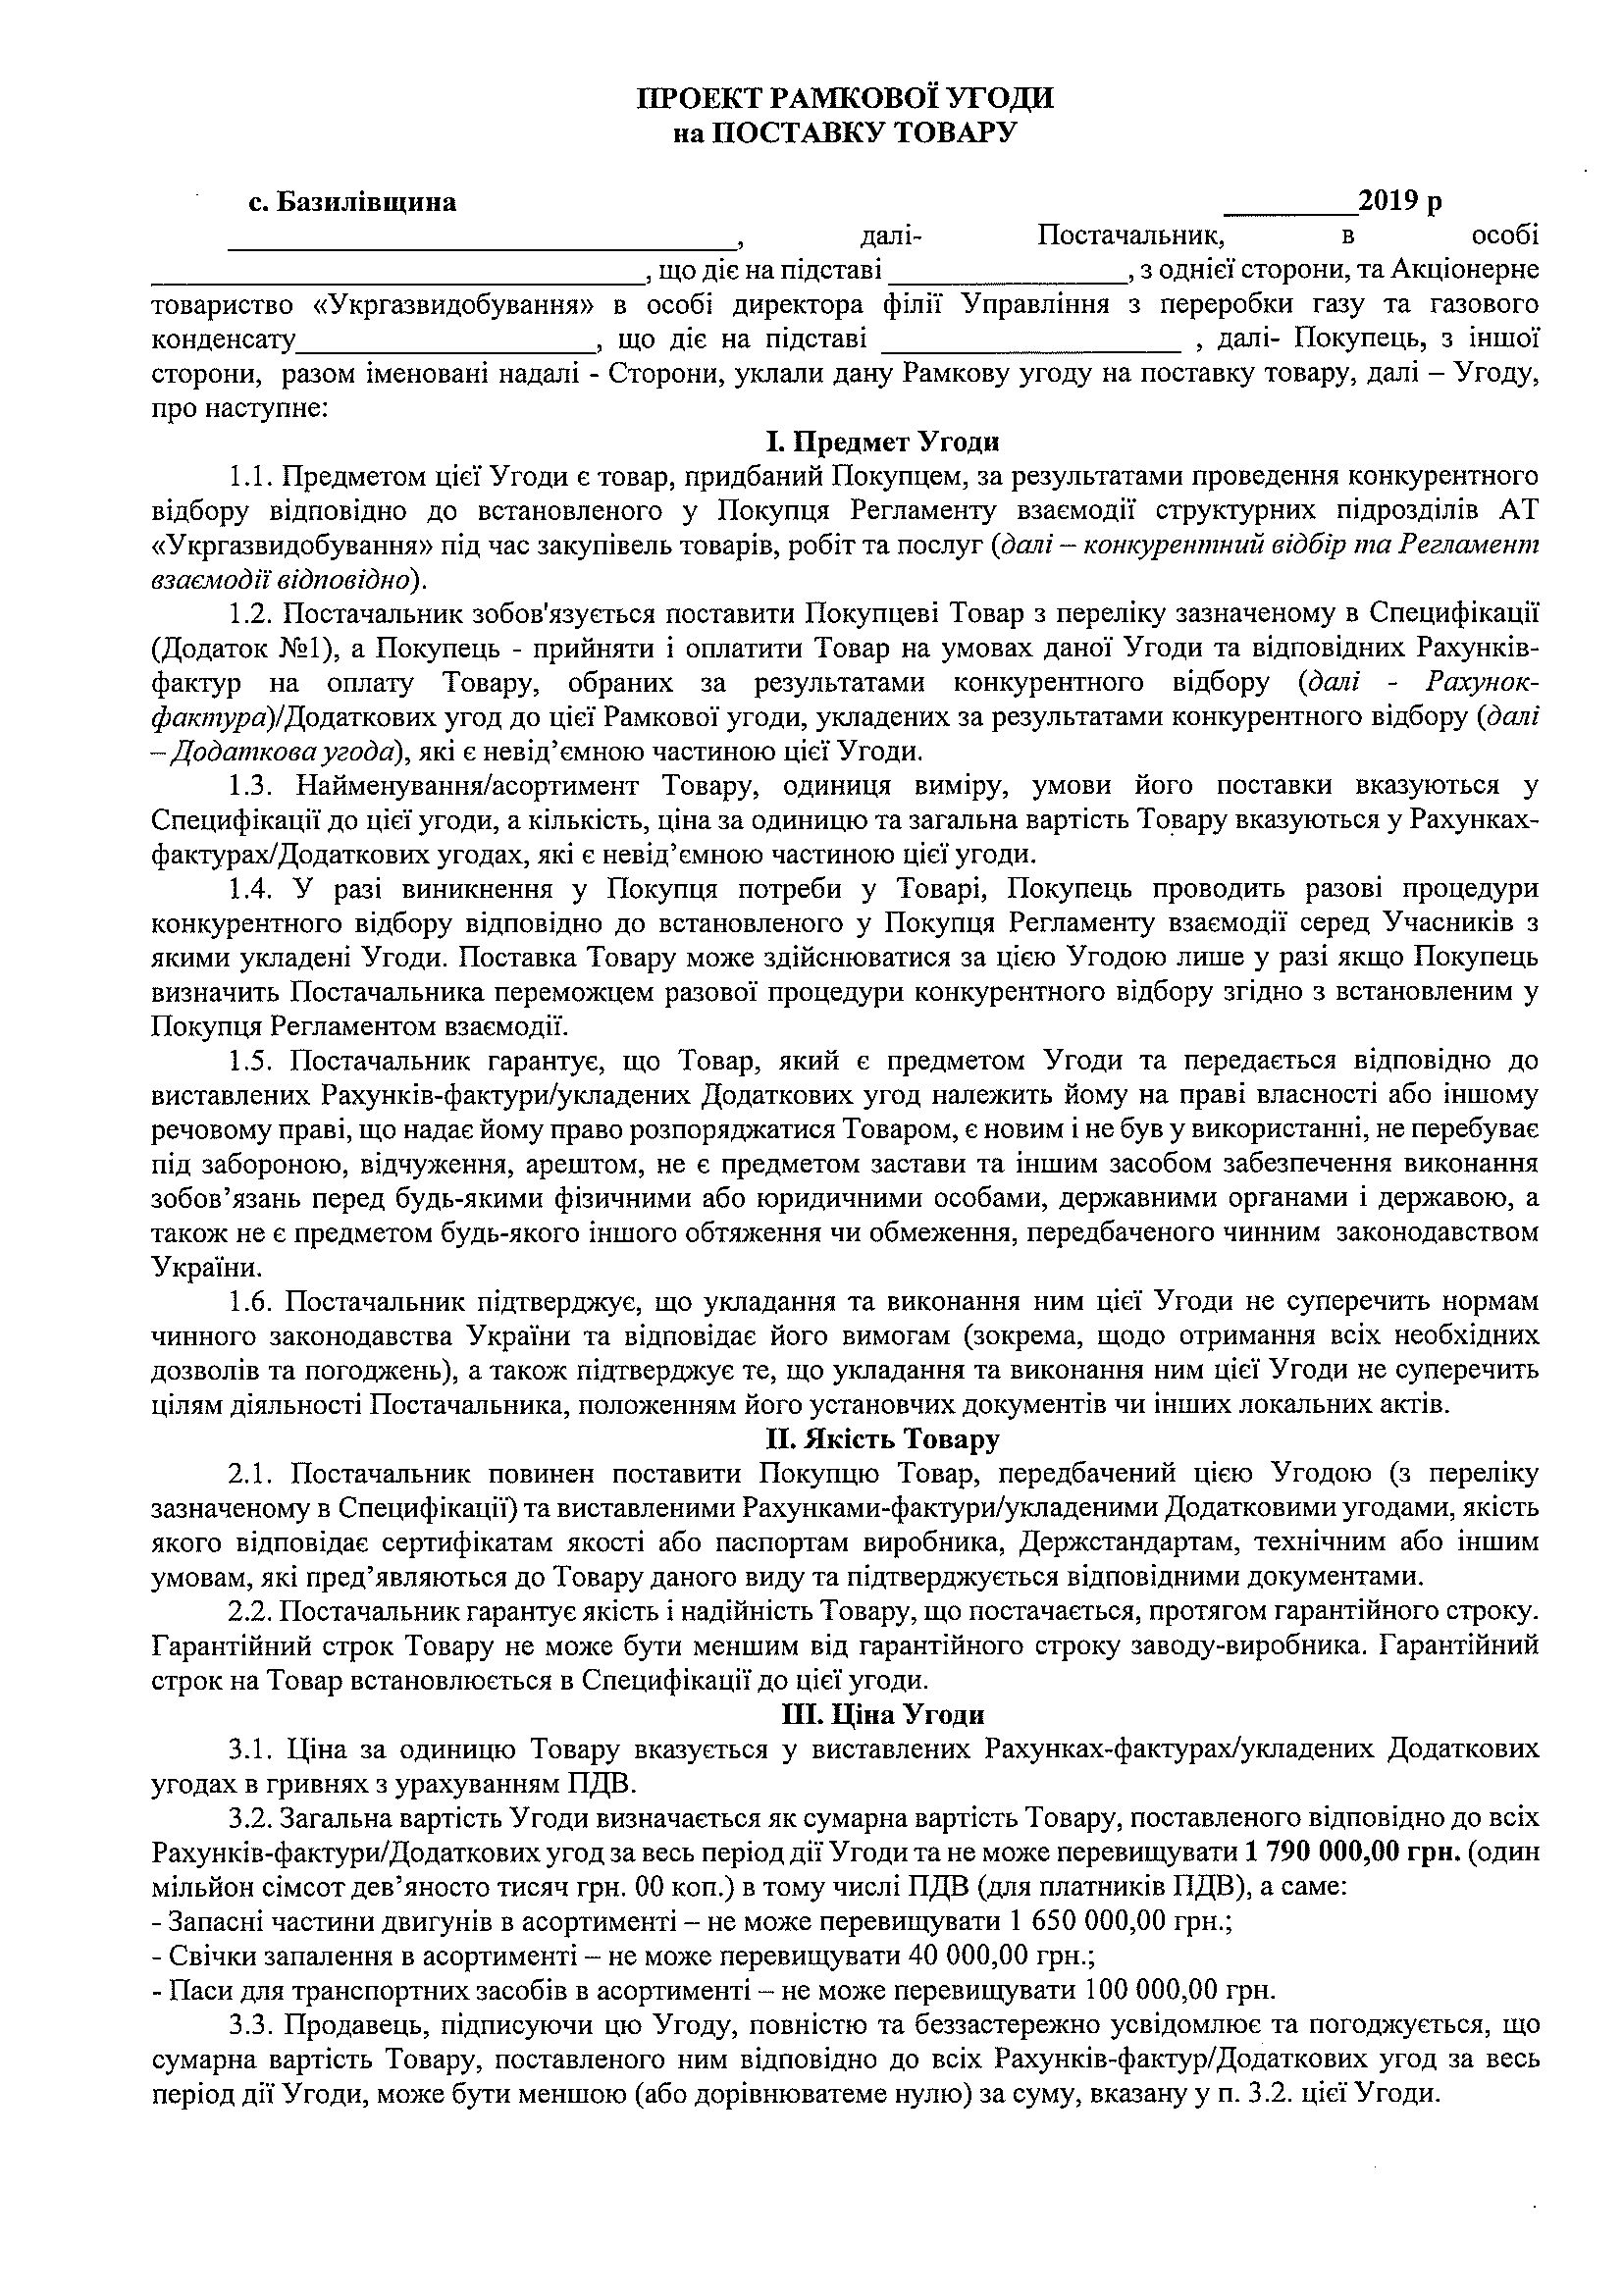 ПРОЕКТ РАМКОВОЇ УГОДИ
на ПОСТАВКУ ТОВАРУ
с. Базилівщина _________2019 р
__________________________________, далі- Постачальник, в особі
_________________________________, що діє на підставі ________________, з однієї сторони, та Акціонерне
товариство «Укргазвидобування» в особі директора філії Управління з переробки газу та газового
конденсату____________________, що діє на підставі ____________________ , далі- Покупець, з іншої
сторони, разом іменовані надалі - Сторони, уклали дану Рамкову угоду на поставку товару, далі – Угоду,
про наступне:
І. Предмет Угоди
1.1. Предметом цієї Угоди є товар, придбаний Покупцем, за результатами проведення конкурентного
відбору відповідно до встановленого у Покупця Регламенту взаємодії структурних підрозділів АТ
«Укргазвидобування» під час закупівель товарів, робіт та послуг (далі – конкурентний відбір та Регламент
взаємодії відповідно).
1.2. Постачальник зобов'язується поставити Покупцеві Товар з переліку зазначеному в Специфікації
(Додаток №1), а Покупець - прийняти і оплатити Товар на умовах даної Угоди та відповідних Рахунків-
фактур на оплату Товару, обраних за результатами конкурентного відбору (далі - Рахунок-
фактура)/Додаткових угод до цієї Рамкової угоди, укладених за результатами конкурентного відбору (далі
– Додаткова угода), які є невід’ємною частиною цієї Угоди.
1.3. Найменування/асортимент Товару, одиниця виміру, умови його поставки вказуються у
Специфікації до цієї угоди, а кількість, ціна за одиницю та загальна вартість Товару вказуються у Рахунках-
фактурах/Додаткових угодах, які є невід’ємною частиною цієї угоди.
1.4. У разі виникнення у Покупця потреби у Товарі, Покупець проводить разові процедури
конкурентного відбору відповідно до встановленого у Покупця Регламенту взаємодії серед Учасників з
якими укладені Угоди. Поставка Товару може здійснюватися за цією Угодою лише у разі якщо Покупець
визначить Постачальника переможцем разової процедури конкурентного відбору згідно з встановленим у
Покупця Регламентом взаємодії.
1.5. Постачальник гарантує, що Товар, який є предметом Угоди та передається відповідно до
виставлених Рахунків-фактури/укладених Додаткових угод належить йому на праві власності або іншому
речовому праві, що надає йому право розпоряджатися Товаром, є новим і не був у використанні, не перебуває
під забороною, відчуження, арештом, не є предметом застави та іншим засобом забезпечення виконання
зобов’язань перед будь-якими фізичними або юридичними особами, державними органами і державою, а
також не є предметом будь-якого іншого обтяження чи обмеження, передбаченого чинним законодавством
України.
1.6. Постачальник підтверджує, що укладання та виконання ним цієї Угоди не суперечить нормам
чинного законодавства України та відповідає його вимогам (зокрема, щодо отримання всіх необхідних
дозволів та погоджень), а також підтверджує те, що укладання та виконання ним цієї Угоди не суперечить
цілям діяльності Постачальника, положенням його установчих документів чи інших локальних актів.
ІІ. Якість Товару
2.1. Постачальник повинен поставити Покупцю Товар, передбачений цією Угодою (з переліку
зазначеному в Специфікації) та виставленими Рахунками-фактури/укладеними Додатковими угодами, якість
якого відповідає сертифікатам якості або паспортам виробника, Держстандартам, технічним або іншим
умовам, які пред’являються до Товару даного виду та підтверджується відповідними документами.
2.2. Постачальник гарантує якість і надійність Товару, що постачається, протягом гарантійного строку.
Гарантійний строк Товару не може бути меншим від гарантійного строку заводу-виробника. Гарантійний
строк на Товар встановлюється в Специфікації до цієї угоди.
ІІІ. Ціна Угоди
3.1. Ціна за одиницю Товару вказується у виставлених Рахунках-фактурах/укладених Додаткових
угодах в гривнях з урахуванням ПДВ.
3.2. Загальна вартість Угоди визначається як сумарна вартість Товару, поставленого відповідно до всіх
Рахунків-фактури/Додаткових угод за весь період дії Угоди та не може перевищувати 1 790 000,00 грн. (один
мільйон сімсот дев’яносто тисяч грн. 00 коп.) в тому числі ПДВ (для платників ПДВ), а саме:
- Запасні частини двигунів в асортименті – не може перевищувати 1 650 000,00 грн.;
- Свічки запалення в асортименті – не може перевищувати 40 000,00 грн.;
- Паси для транспортних засобів в асортименті – не може перевищувати 100 000,00 грн.
3.3. Продавець, підписуючи цю Угоду, повністю та беззастережно усвідомлює та погоджується, що
сумарна вартість Товару, поставленого ним відповідно до всіх Рахунків-фактур/Додаткових угод за весь
період дії Угоди, може бути меншою (або дорівнюватеме нулю) за суму, вказану у п. 3.2. цієї Угоди.